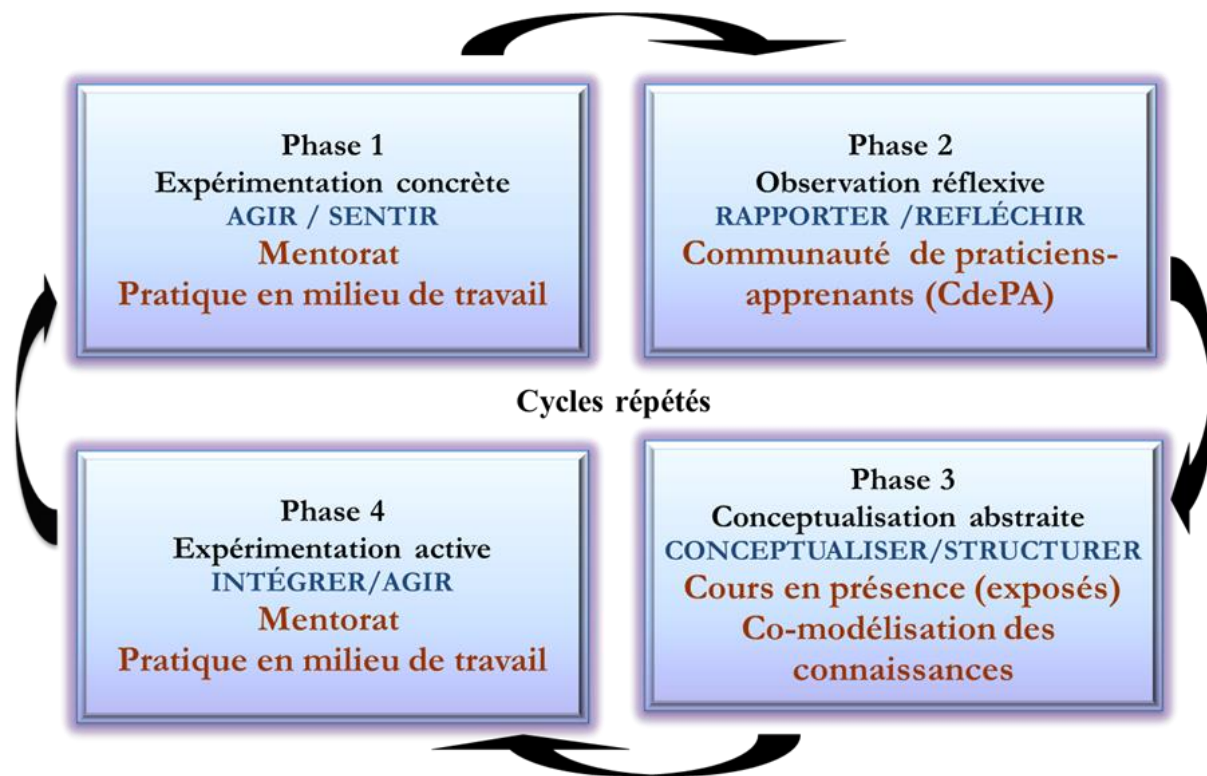 Phase 1
Expérimentation concrète
AGIR / SENTIR
Mentorat
Pratique en milieu de travail
Phase 2
Observation réflexive
RAPPORTER /REFLÉCHIR
Communauté de praticiens-
apprenants (CdePA)
Cycles répétés
Phase 3
Conceptualisation abstraite
CONCEPTUALISER/STRUCTURER
Cours en présence (exposés)
Co-modélisation des
connaissances
Phase 4
Expérimentation active
INTÉGRER/AGIR
Mentorat
Pratique en milieu de travail